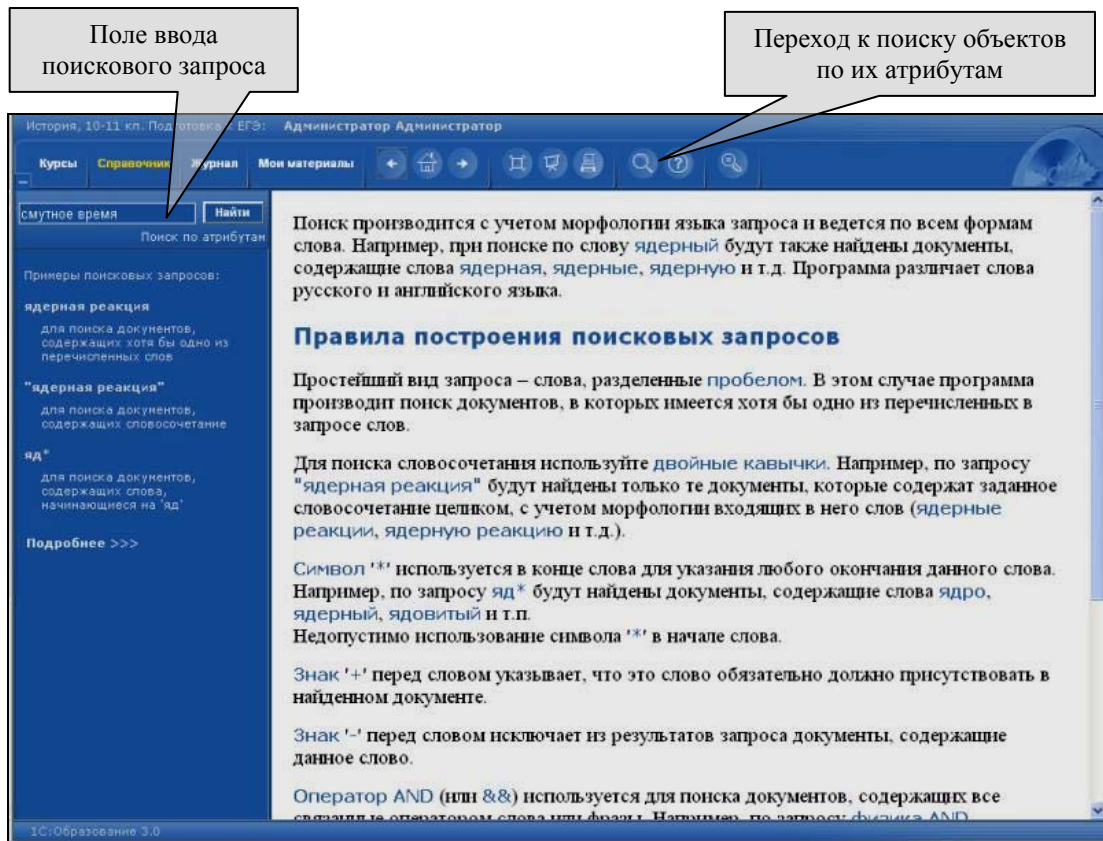 Поле ввода
поискового запроса
Переход к поиску объектов
по их атрибутам
История, 10-11 кл. Подготовка к ЕГЭ: Администратор Администратор
Курсы Справочник Журнал Мои материалы
смутное время Найти
Поиск по атрибутам
Примеры поисковых запросов:
ядерная реакция
для поиска документов,
содержащих хотя бы одно из
перечисленных слов
"ядерная реакция"
для поиска документов,
содержащих словосочетание
яд*
для поиска документов,
содержащих слова,
начинающиеся на 'яд'
Подробнее >>>
Поиск производится с учетом морфологии языка запроса и ведется по всем формам
слова. Например, при поиске по слову ядерный будут также найдены документы,
содержащие слова ядерная, ядерные, ядерную и т.д. Программа различает слова
русского и английского языка.
Правила построения поисковых запросов
Простейший вид запроса – слова, разделенные пробелом. В этом случае программа
производит поиск документов, в которых имеется хотя бы одно из перечисленных в
запросе слов.
Для поиска словосочетания используйте двойные кавычки. Например, по запросу
"ядерная реакция" будут найдены только те документы, которые содержат заданное
словосочетание целиком, с учетом морфологии входящих в него слов (ядерные
реакции, ядерную реакцию и т.д.).
Символ '*' используется в конце слова для указания любого окончания данного слова.
Например, по запросу яд* будут найдены документы, содержащие слова ядро,
ядерный, ядовитый и т.п.
Недопустимо использование символа '*' в начале слова.
Знак '+' перед словом указывает, что это слово обязательно должно присутствовать в
найденном документе.
Знак '-' перед словом исключает из результатов запроса документы, содержащие
данное слово.
Оператор AND (или &&) используется для поиска документов, содержащих все
связанные оператором слова или фразы. Например, по запросу физика AND
1С:Образование 3.0